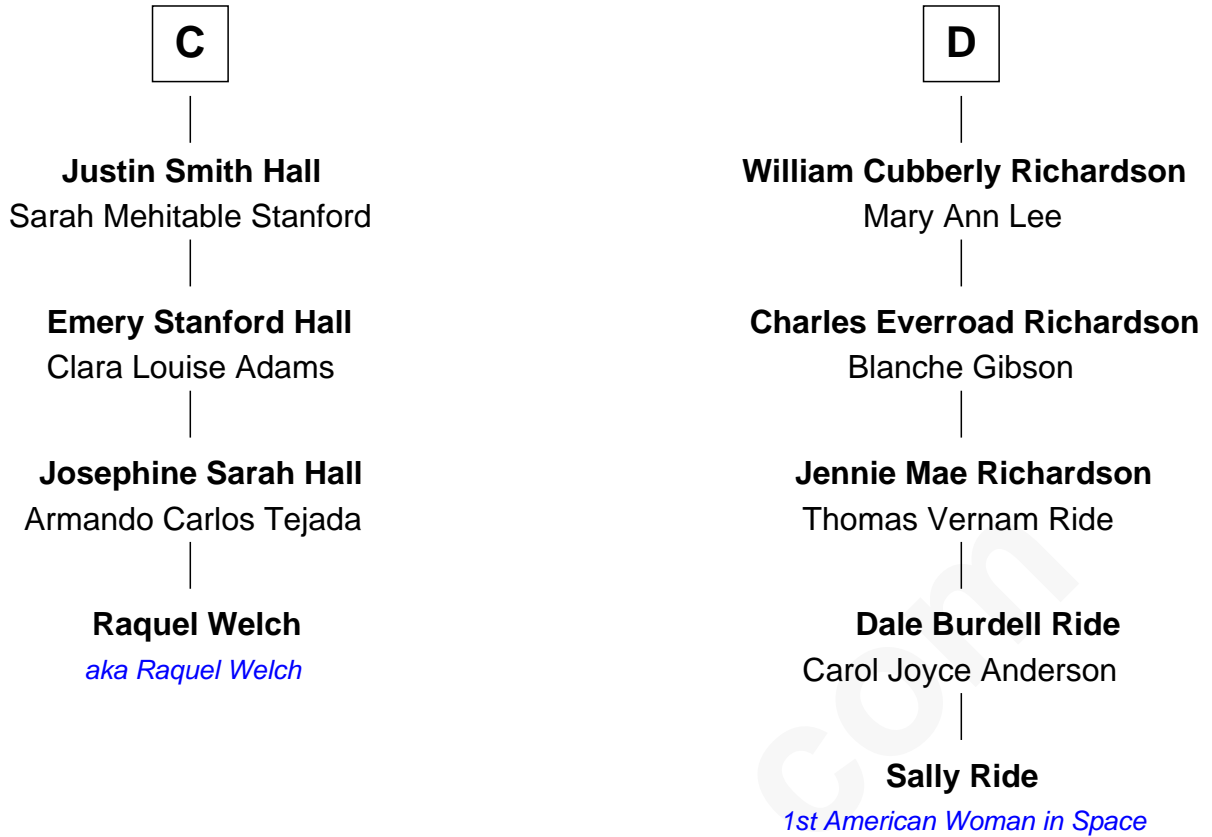 C
Justin Smith Hall
Sarah Mehitable Stanford
Emery Stanford Hall
Clara Louise Adams
Josephine Sarah Hall
Armando Carlos Tejada
Raquel Welch
aka Raquel Welch
D
William Cubberly Richardson
Mary Ann Lee
Charles Everroad Richardson
Blanche Gibson
Jennie Mae Richardson
Thomas Vernam Ride
Dale Burdell Ride
Carol Joyce Anderson
Sally Ride
1st American Woman in Space
com